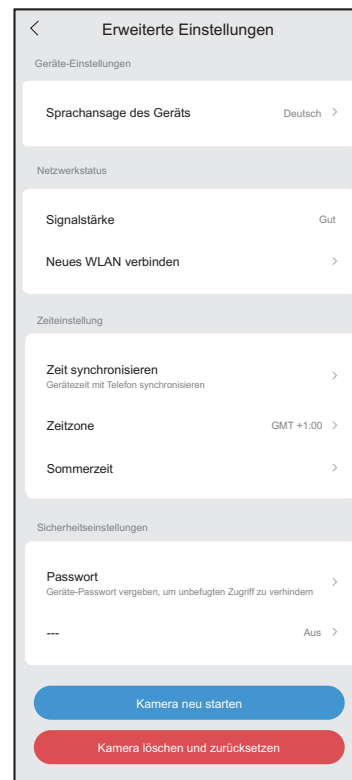 Erweiterte Einstellungen
Geräte-Einstellungen
Sprachansage des Geräts Deutsch
Netzwerkstatus
Signalstärke Gut
Neues WLAN verbinden
Zeiteinstellung
Zeit synchronisieren
Gerätezeit mit Telefon synchronisieren
Zeitzone GMT +1:00
Sommerzeit
Sicherheitseinstellungen
Passwort
Geräte-Passwort vergeben, um unbefugten Zugriff zu verhindern
--- Aus
Kamera neu starten
Kamera löschen und zurücksetzen